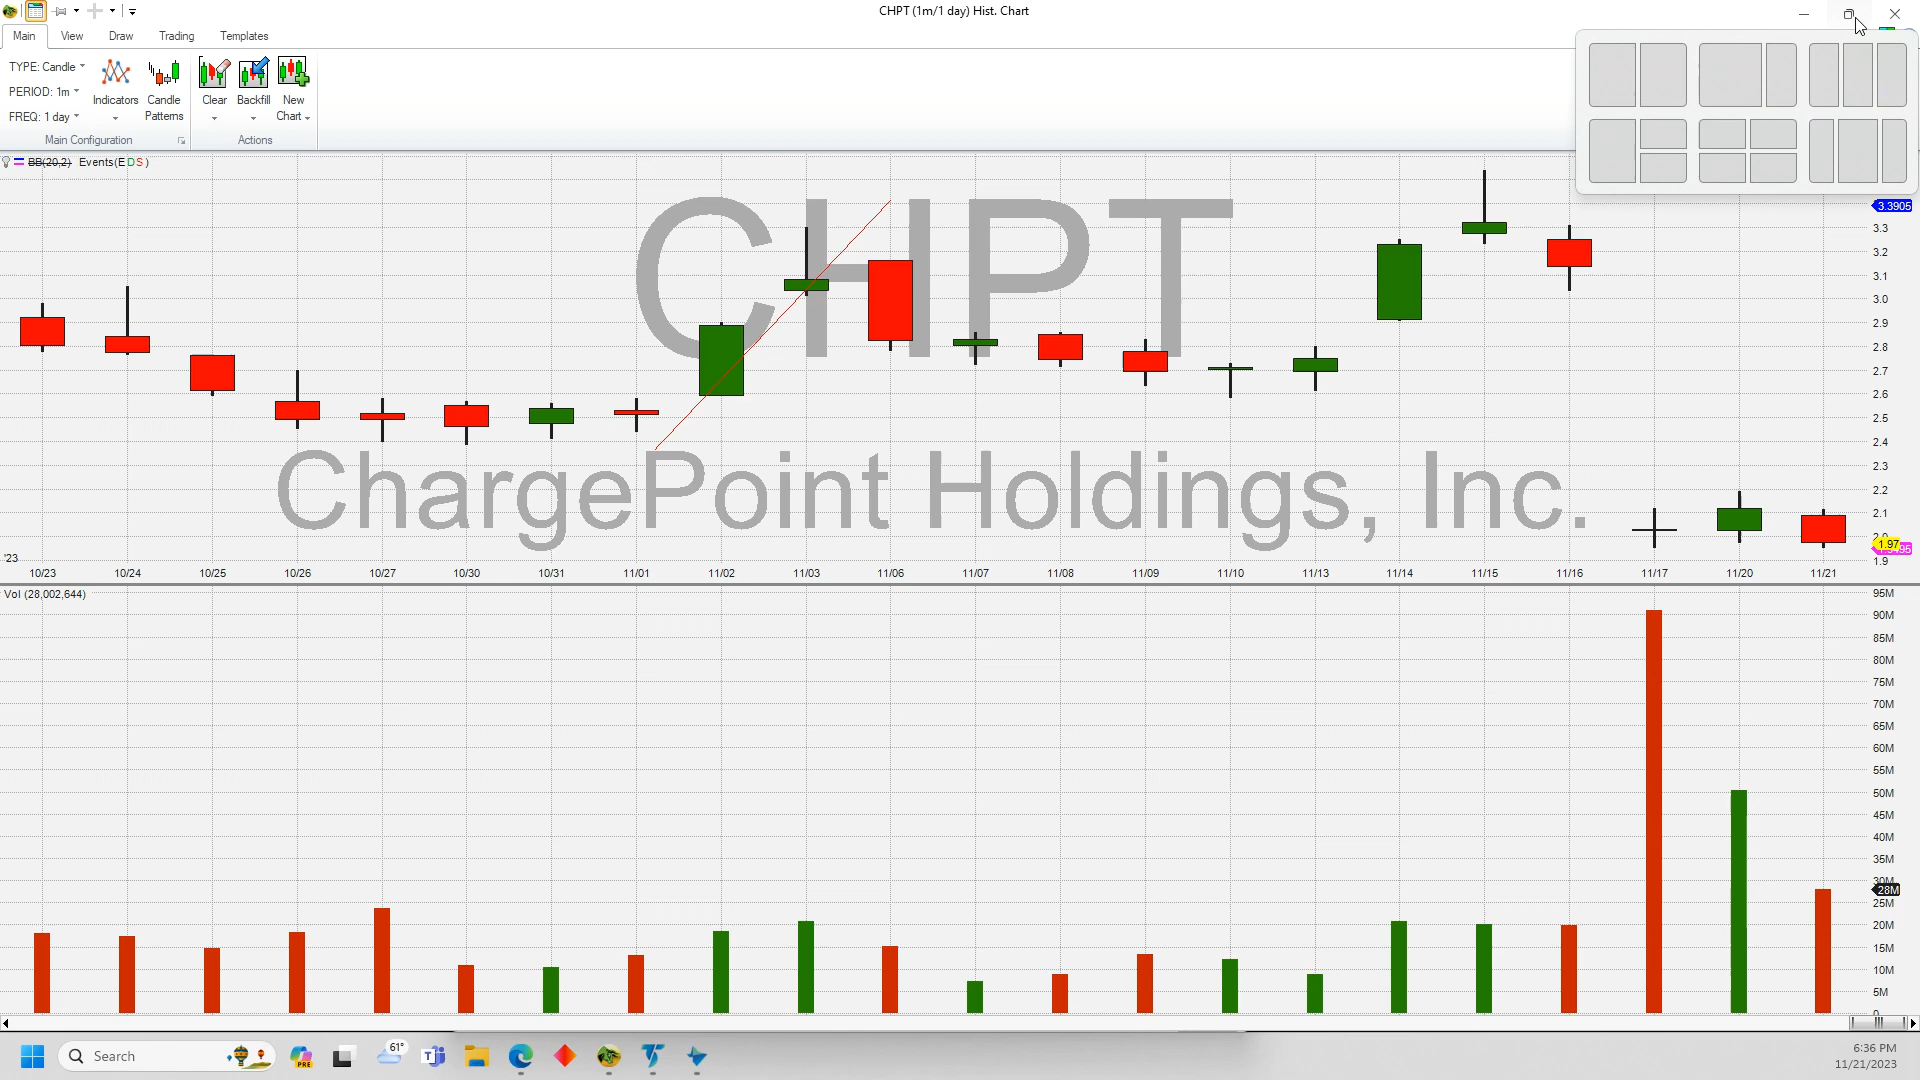 CHPT (1m/1 day) Hist. Chart
Main View Draw Trading Templates
TYPE: Candle
PERIOD: 1m
FREQ: 1 day
Indicators
Candle
Patterns
Clear
Backfill
New
Chart
Main Configuration
Actions
BB(20,2) Events(EDS)
CHPT
ChargePoint Holdings, Inc.
3.3905
3.3
3.2
3.1
3.0
2.9
2.8
2.7
2.6
2.5
2.4
2.3
2.2
2.1
1.97
1.9
'23
10/23 10/24 10/25 10/26 10/27 10/30 10/31 11/01 11/02 11/03 11/06 11/07 11/08 11/09 11/10 11/13 11/14 11/15 11/16 11/17 11/20 11/21
Vol (28,002,644)
95M
90M
85M
80M
75M
70M
65M
60M
55M
50M
45M
40M
35M
30M
28M
25M
20M
15M
10M
5M
Search
PRE
61°
6:36 PM
11/21/2023